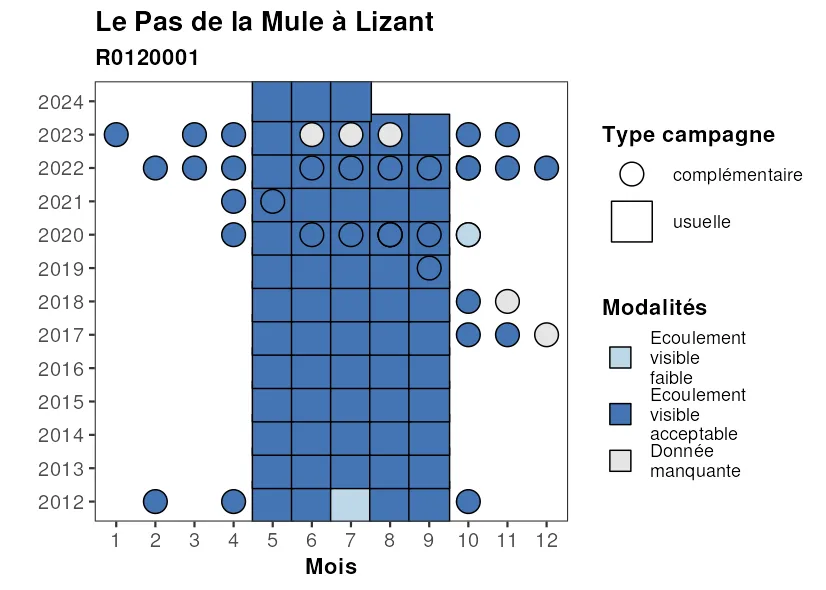 Le Pas de la Mule à Lizant
R0120001
2024
2023
2022
2021
2020
2019
2018
2017
2016
2015
2014
2013
2012
1 2 3 4 5 6 7 8 9 10 11 12
Mois
Type campagne
complémentaire
usuelle
Modalités
Ecoulement
visible
faible
Ecoulement
visible
acceptable
Donnée
manquante